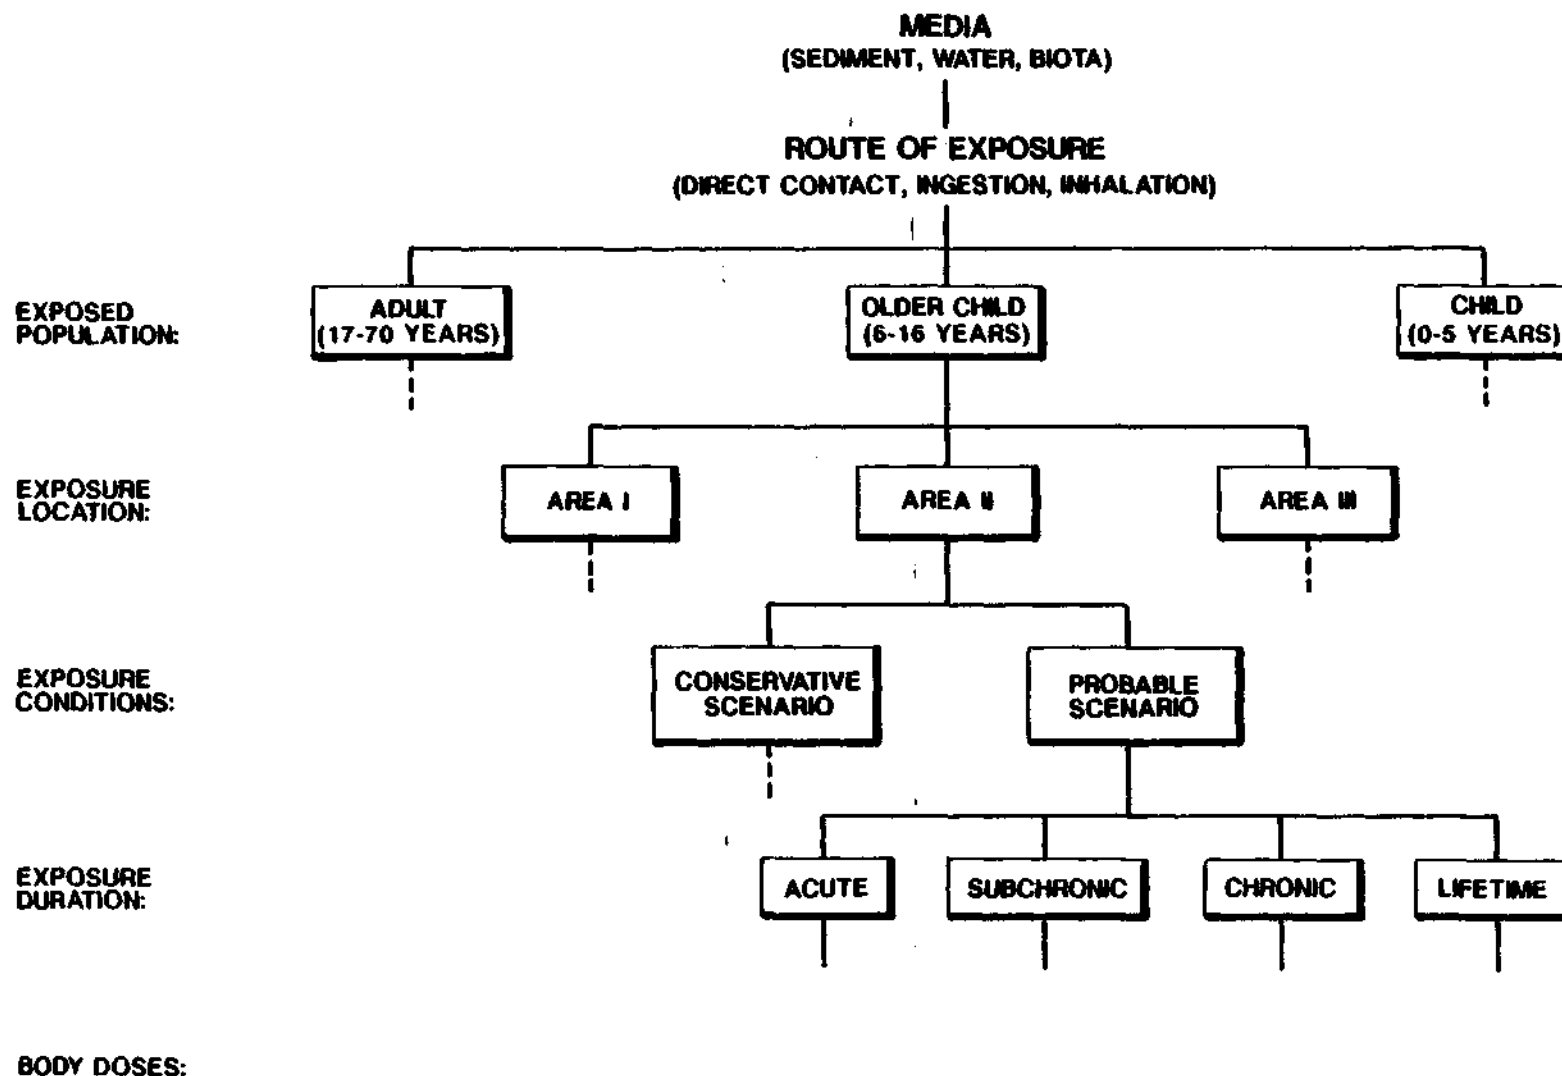 MEDIA
(SEDIMENT, WATER, BIOTA)
ROUTE OF EXPOSURE
(DIRECT CONTACT, INGESTION, INHALATION)
EXPOSED
POPULATION:
ADULT
(17-70 YEARS)
OLDER CHILD
(6-16 YEARS)
CHILD
(0-5 YEARS)
EXPOSURE
LOCATION:
AREA I
AREA II
AREA III
EXPOSURE
CONDITIONS:
CONSERVATIVE
SCENARIO
PROBABLE
SCENARIO
EXPOSURE
DURATION:
ACUTE
SUBCHRONIC
CHRONIC
LIFETIME
BODY DOSES: